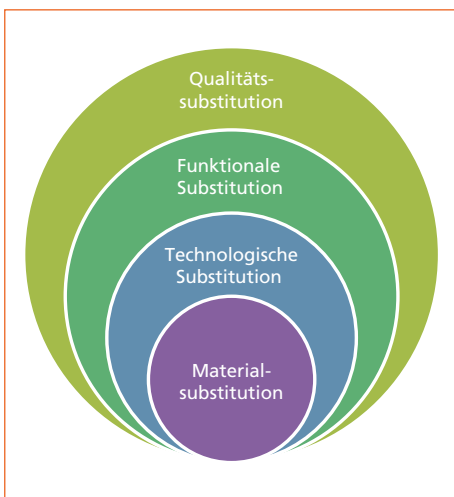 Qualitäts-
substitution
Funktionale
Substitution
Technologische
Substitution
Material-
substitution